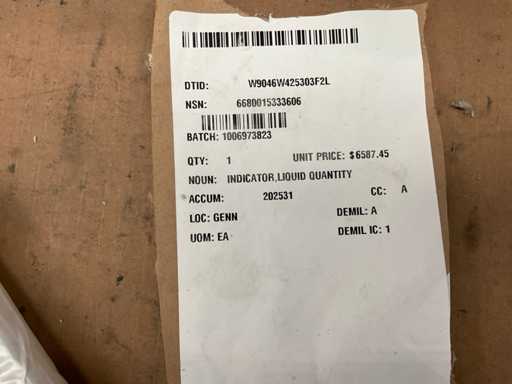 DTID: W9046W425303F2L
NSN: 6680015333606
BATCH: 1006973823
QTY: 1 UNIT PRICE: $6587.45
NOUN: INDICATOR,LIQUID QUANTITY
ACCUM: 202531 CC: A
LOC: GENN DEMIL: A
UOM: EA DEMIL IC: 1